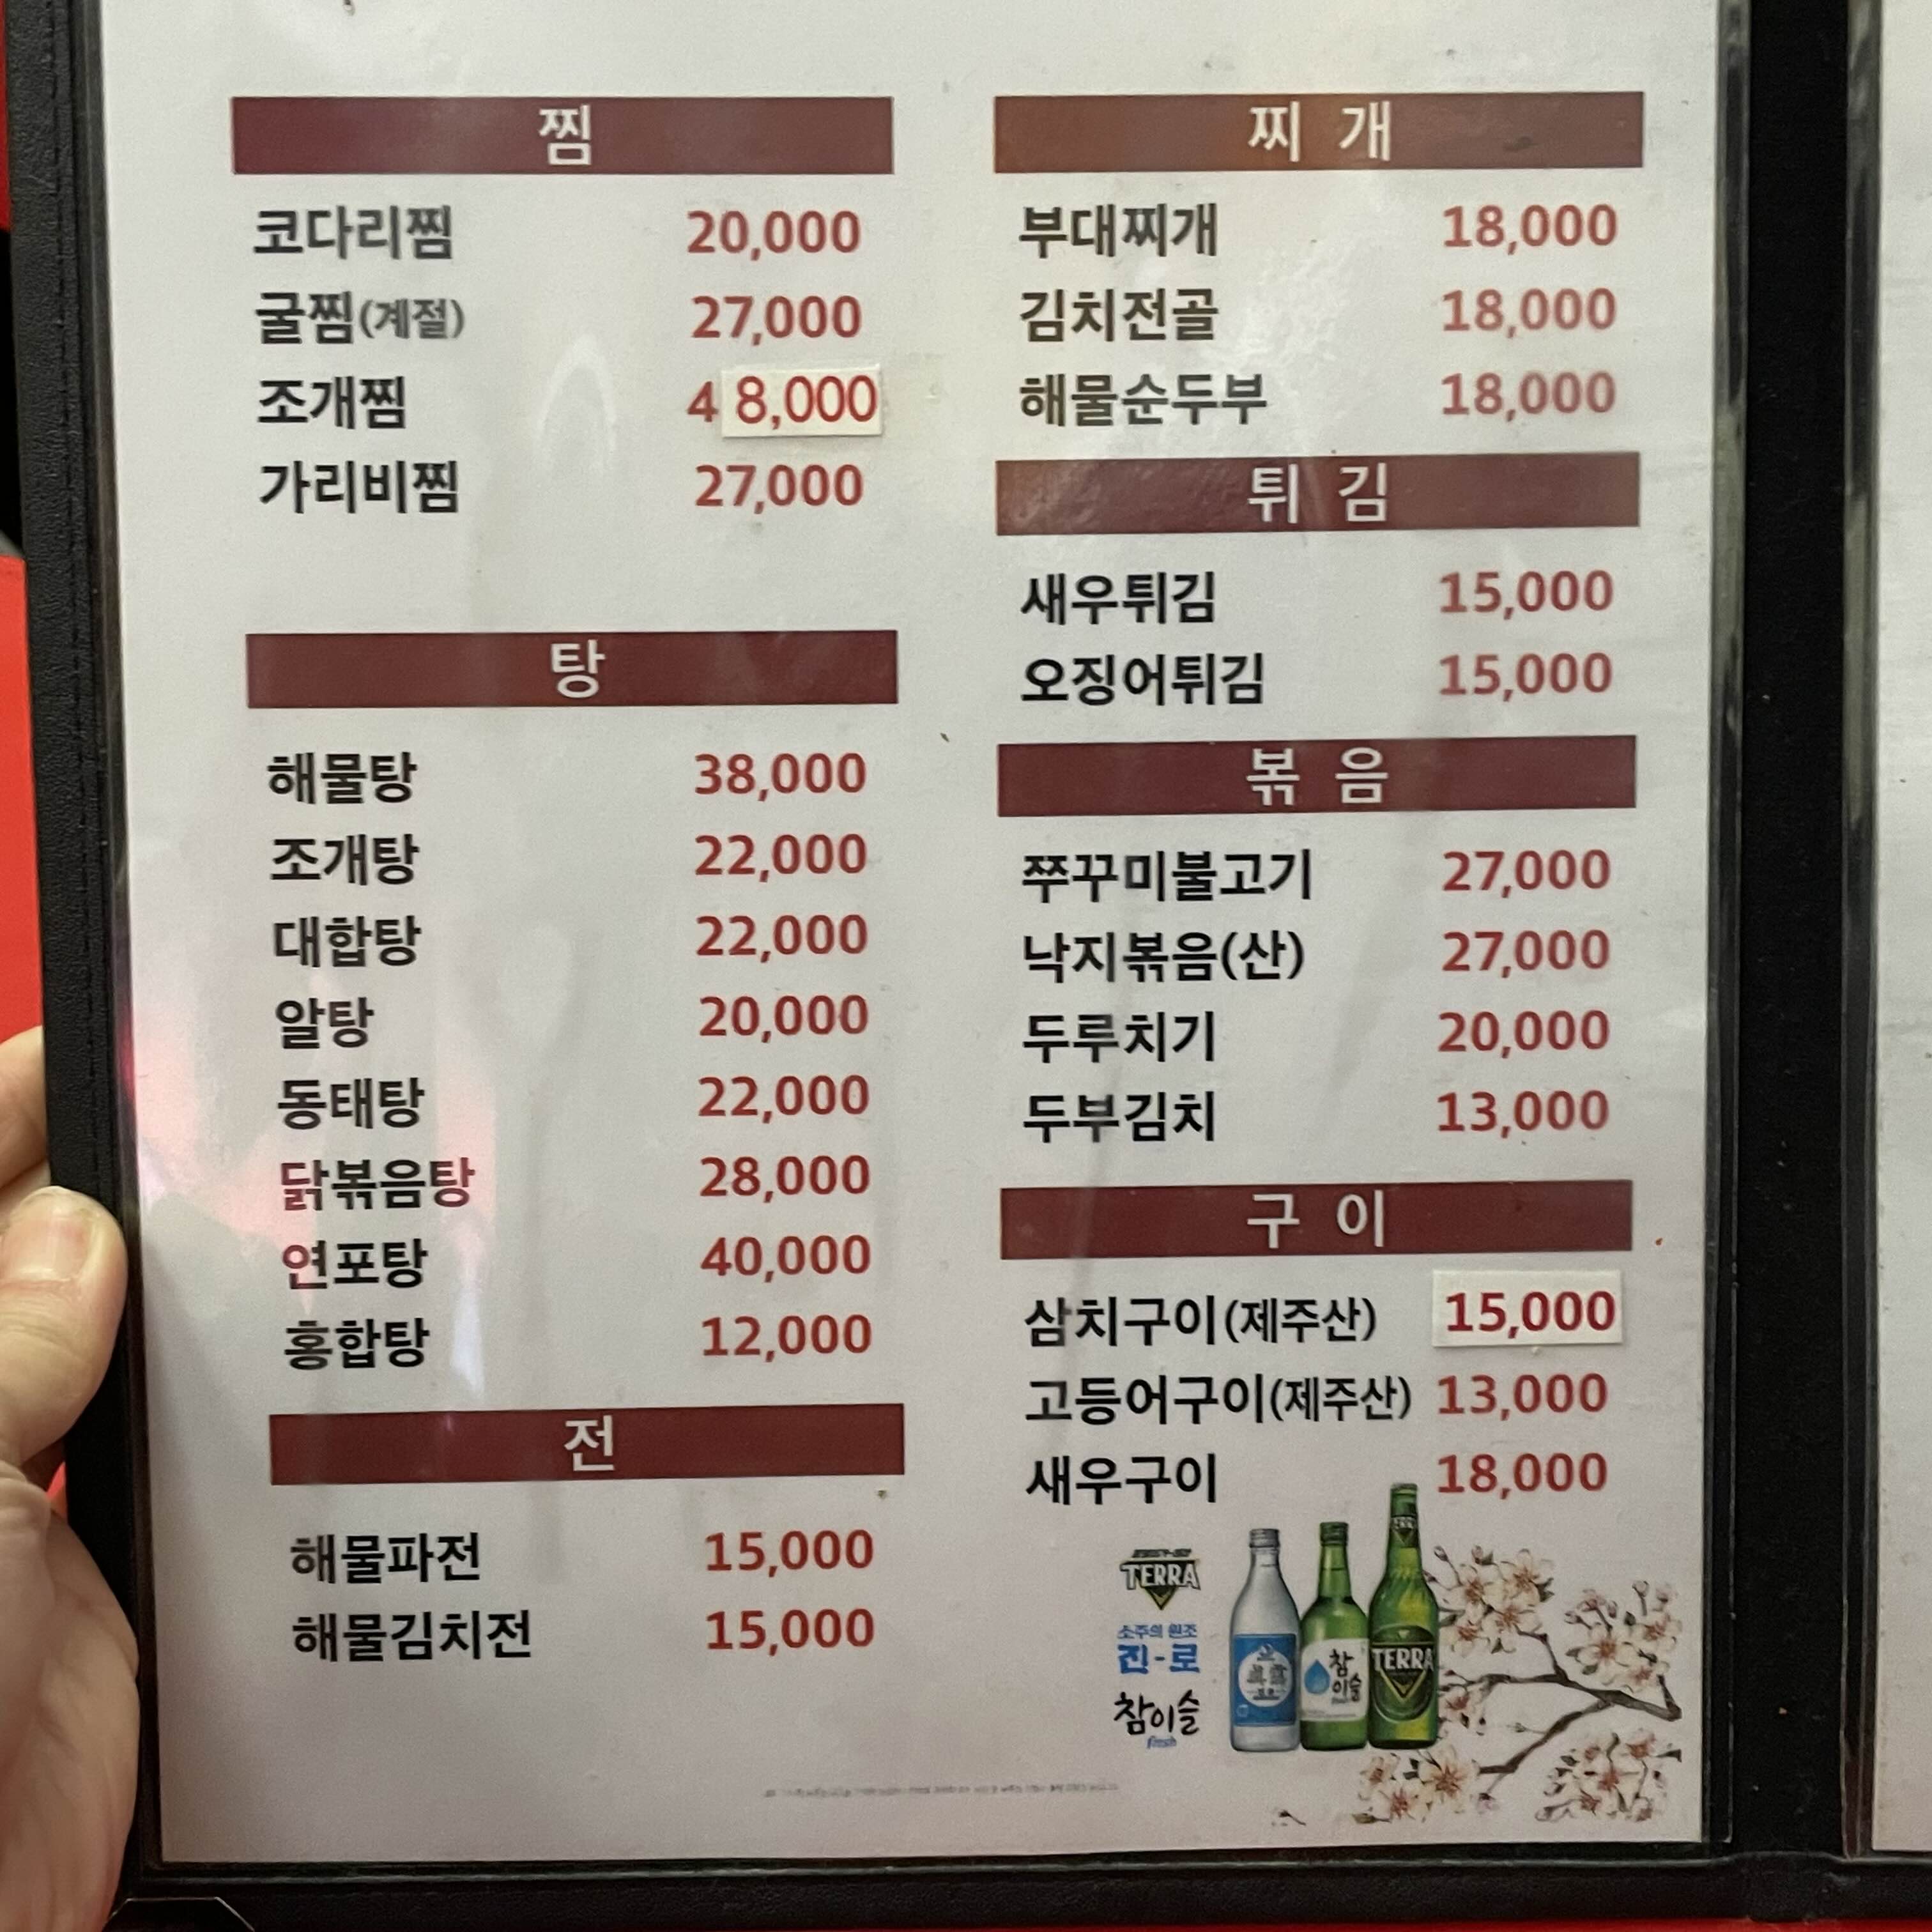 찜
코다리찜 20,000
굴찜(계절) 27,000
조개찜 48,000
가리비찜 27,000
탕
해물탕 38,000
조개탕 22,000
대합탕 22,000
알탕 20,000
동태탕 22,000
닭볶음탕 28,000
연포탕 40,000
홍합탕 12,000
전
해물파전 15,000
해물김치전 15,000
찌 개
부대찌개 18,000
김치전골 18,000
해물순두부 18,000
튀 김
새우튀김 15,000
오징어튀김 15,000
볶 음
쭈꾸미불고기 27,000
낙지볶음(산) 27,000
두루치기 20,000
두부김치 13,000
구 이
삼치구이(제주산) 15,000
고등어구이(제주산) 13,000
새우구이 18,000
TERRA
소주의 원조
진-로
참이슬
fresh
참이슬
TERRA